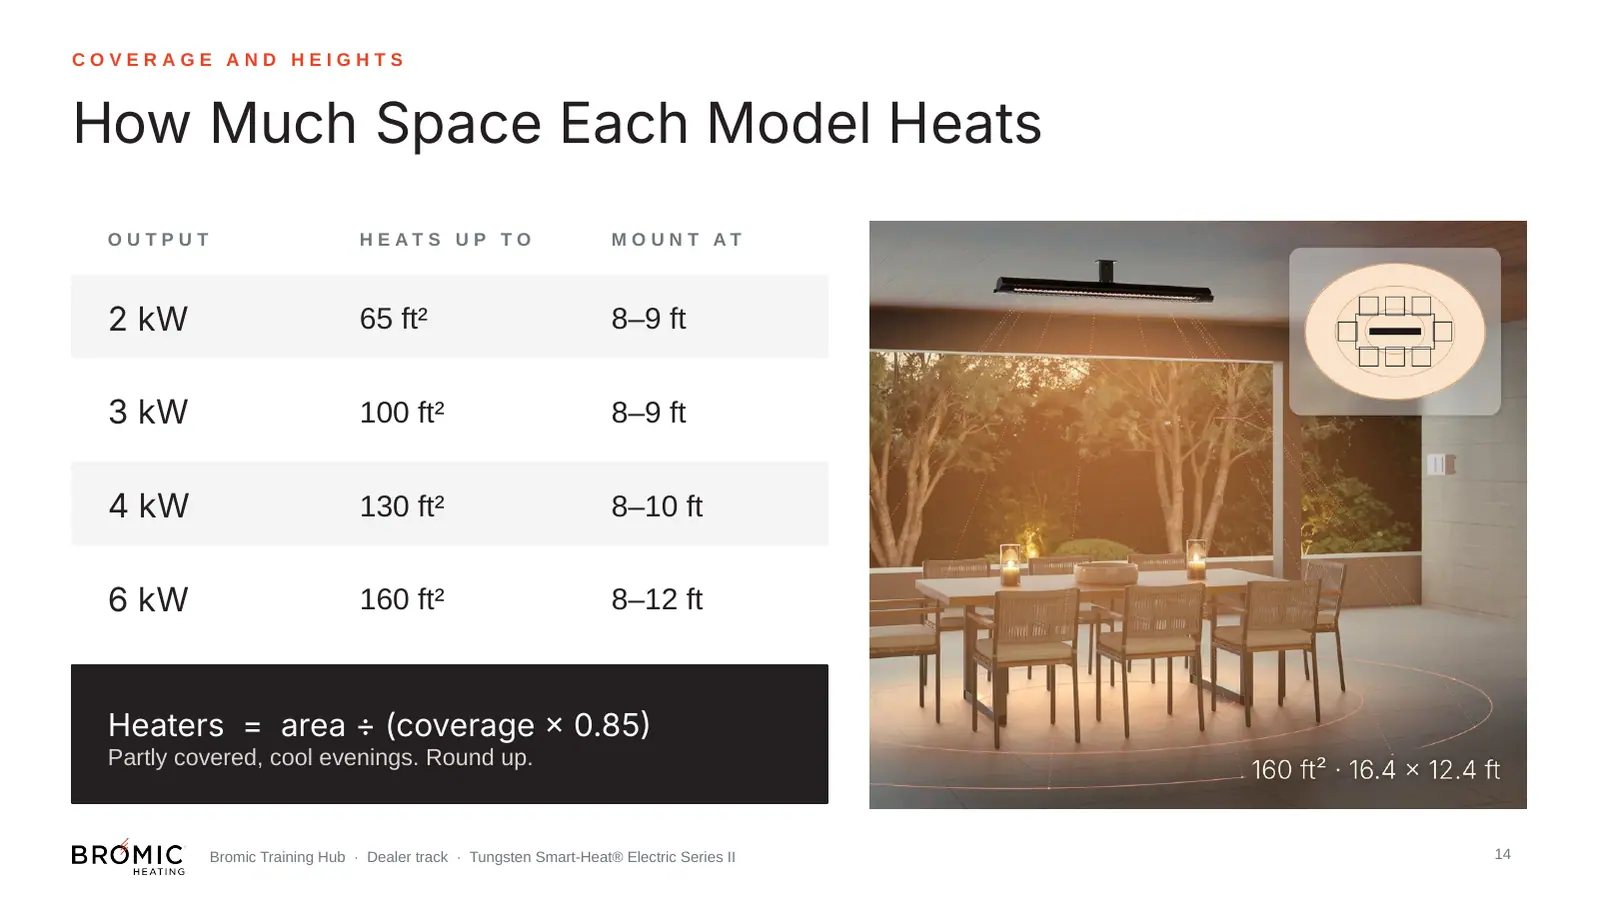 COVERAGE AND HEIGHTS
How Much Space Each Model Heats
OUTPUT HEATS UP TO MOUNT AT
2 kW 65 ft² 8–9 ft
3 kW 100 ft² 8–9 ft
4 kW 130 ft² 8–10 ft
6 kW 160 ft² 8–12 ft
Heaters = area ÷ (coverage × 0.85)
Partly covered, cool evenings. Round up.
160 ft² · 16.4 × 12.4 ft
BROMIC
HEATING
Bromic Training Hub · Dealer track · Tungsten Smart-Heat® Electric Series II
14